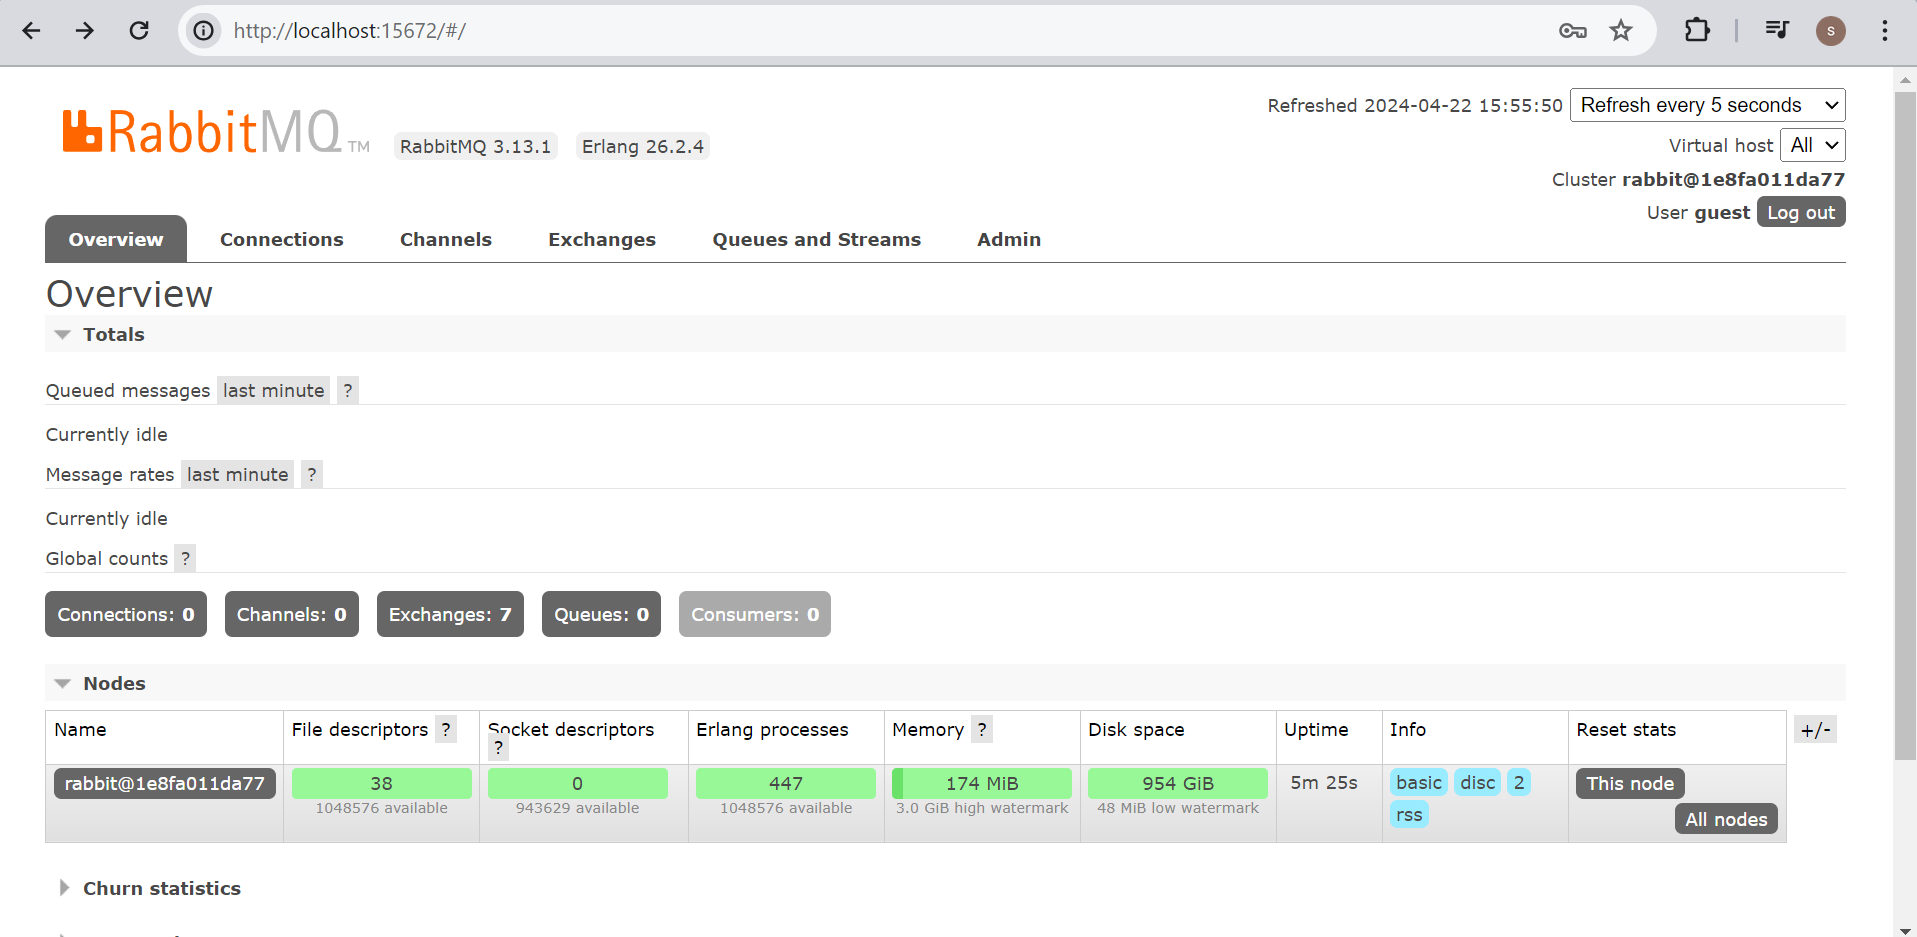 http://localhost:15672/#/
S
RabbitMQ TM
RabbitMQ 3.13.1
Erlang 26.2.4
Refreshed 2024-04-22 15:55:50 Refresh every 5 seconds
Virtual host All
Cluster rabbit@1e8fa011da77
User guest Log out
Overview Connections Channels Exchanges Queues and Streams Admin
Overview
Totals
Queued messages last minute ?
Currently idle
Message rates last minute ?
Currently idle
Global counts ?
Connections: 0 Channels: 0 Exchanges: 7 Queues: 0 Consumers: 0
Nodes
Name File descriptors ? Socket descriptors ? Erlang processes Memory ? Disk space Uptime Info Reset stats +/-
rabbit@1e8fa011da77 38 0 447 174 MiB 954 GiB 5m 25s basic disc 2 This node
1048576 available 943629 available 1048576 available 3.0 GiB high watermark 48 MiB low watermark rss All nodes
Churn statistics